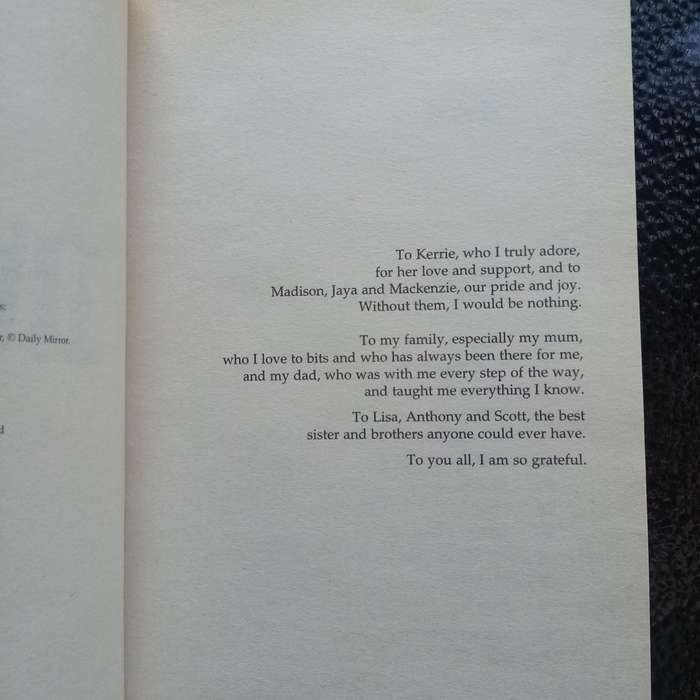 © Daily Mirror.
To Kerrie, who I truly adore,
for her love and support, and to
Madison, Jaya and Mackenzie, our pride and joy.
Without them, I would be nothing.
To my family, especially my mum,
who I love to bits and who has always been there for me,
and my dad, who was with me every step of the way,
and taught me everything I know.
To Lisa, Anthony and Scott, the best
sister and brothers anyone could ever have.
To you all, I am so grateful.